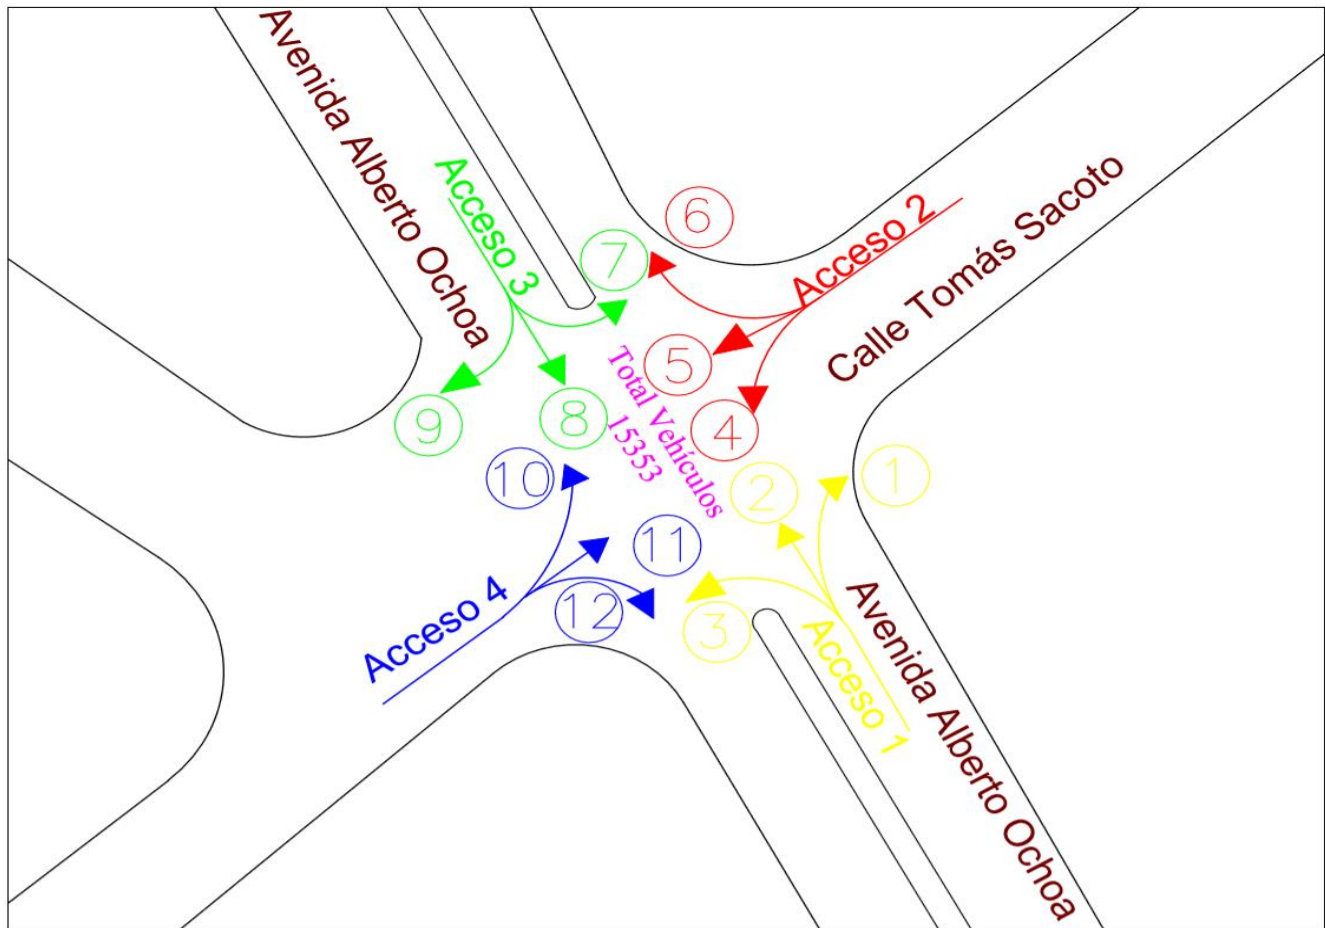 Avenida Alberto Ochoa
Acceso 3
6
7
Acceso 2
Calle Tomás Sacoto
5
4
9
8
Total Vehículos
15353
10
2
1
11
12
3
Acceso 4
Acceso 1
Avenida Alberto Ochoa